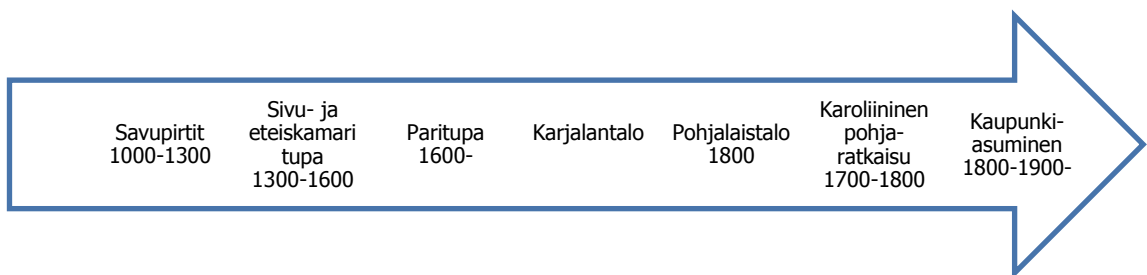 Savupirtit
1000-1300
Sivu- ja
eteiskamari
tupa
1300-1600
Paritupa
1600-
Karjalantalo
Pohjalaistalo
1800
Karoliininen
pohja-
ratkaisu
1700-1800
Kaupunki-
asuminen
1800-1900-